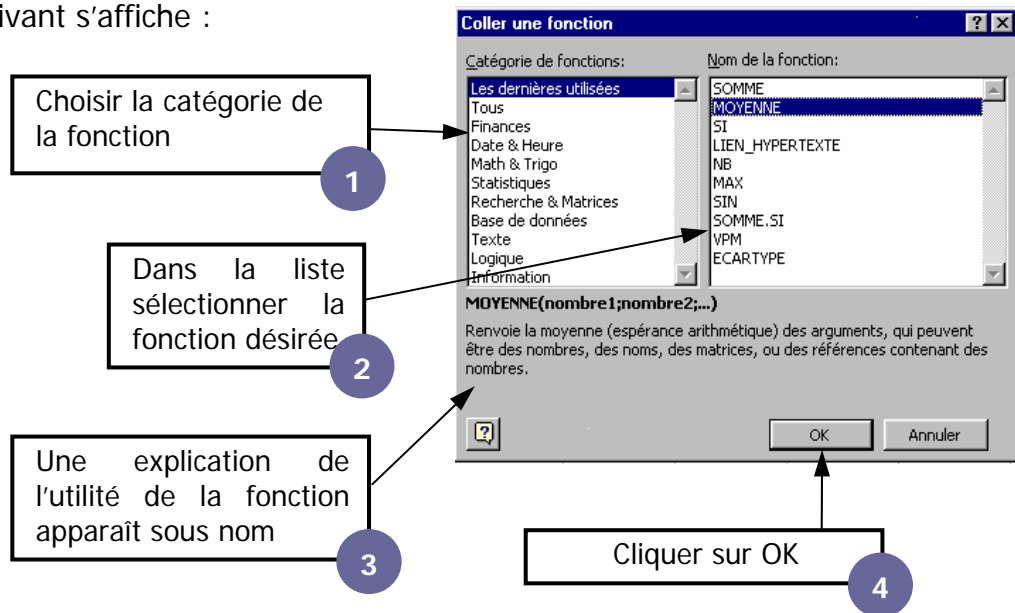 ivant s’affiche :
Coller une fonction
Catégorie de fonctions:
Nom de la fonction:
Les dernières utilisées
Tous
Finances
Date & Heure
Math & Trigo
Statistiques
Recherche & Matrices
Base de données
Texte
Logique
Information
SOMME
MOYENNE
SI
LIEN_HYPERTEXTE
NB
MAX
SIN
SOMME.SI
VPM
ECARTYPE
MOYENNE(nombre1;nombre2;...)
Renvoie la moyenne (espérance arithmétique) des arguments, qui peuvent
être des nombres, des noms, des matrices, ou des références contenant des
nombres.
OK
Annuler
Choisir la catégorie de
la fonction
1
Dans la liste
sélectionner la
fonction désirée
2
Une explication de
l’utilité de la fonction
apparaît sous nom
3
Cliquer sur OK
4